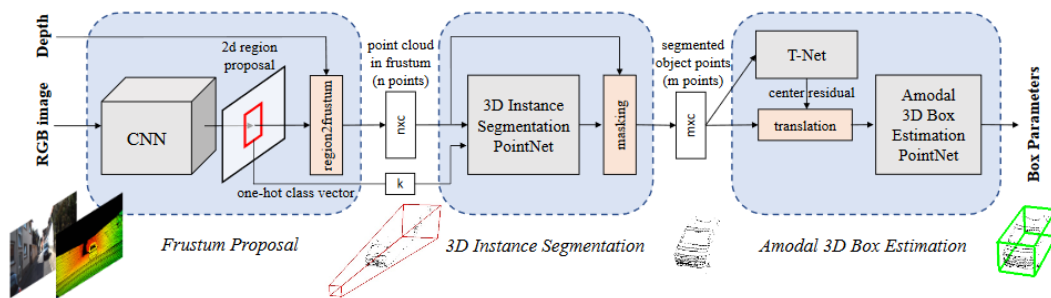 Depth
RGB image
CNN
2d region
proposal
region2frustum
one-hot class vector
Frustum Proposal
point cloud
in frustum
(n points)
nxc
k
3D Instance
Segmentation
PointNet
masking
3D Instance Segmentation
segmented
object points
(m points)
mxc
T-Net
center residual
translation
Amodal
3D Box
Estimation
PointNet
Amodal 3D Box Estimation
Box Parameters